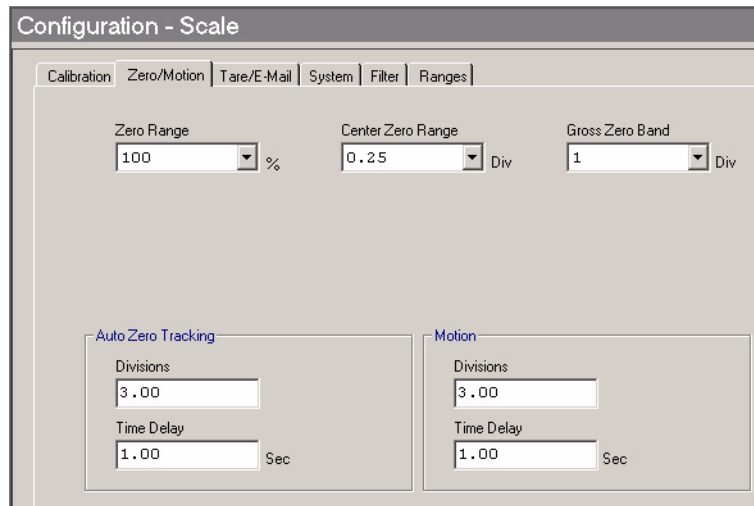 Configuration - Scale
Calibration Zero/Motion Tare/E-Mail System Filter Ranges
Zero Range Center Zero Range Gross Zero Band
100 % 0.25 Div 1 Div
Auto Zero Tracking Motion
Divisions Divisions
3.00 3.00
Time Delay Time Delay
1.00 Sec 1.00 Sec